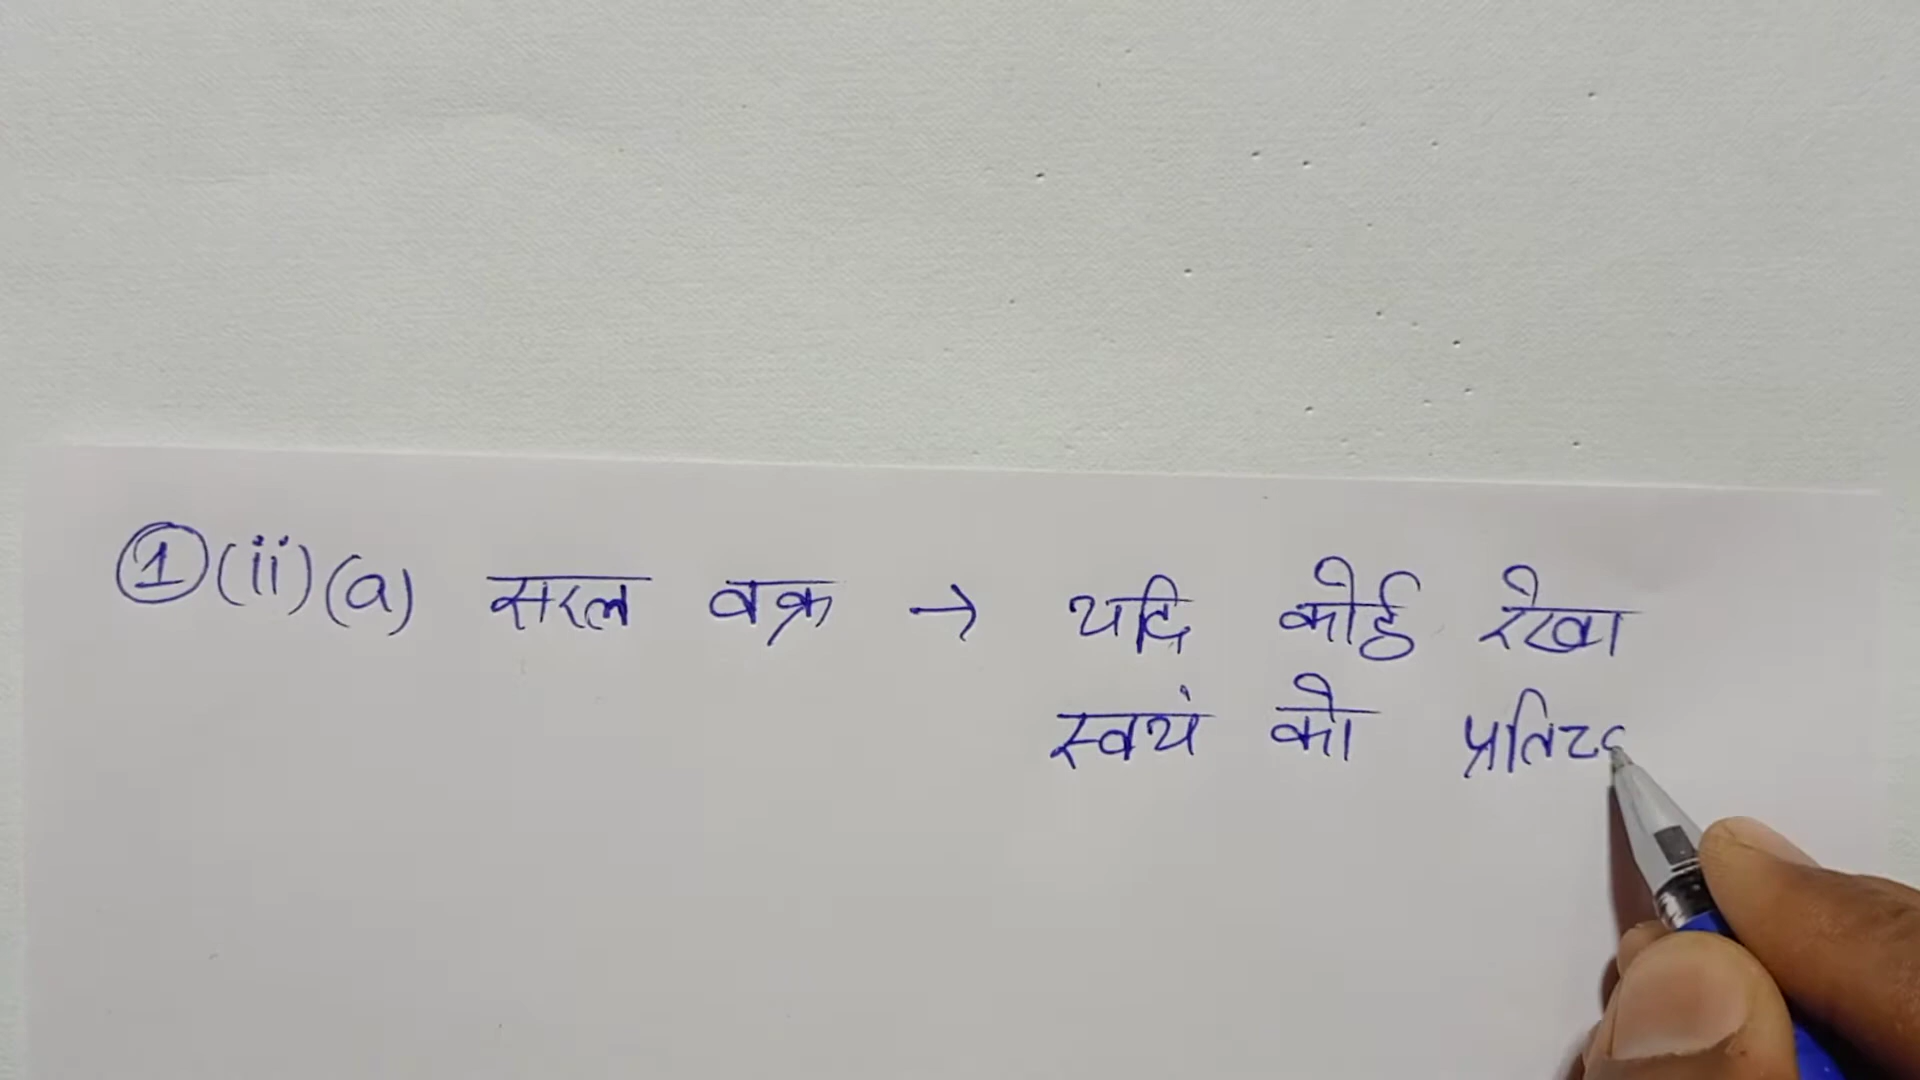 ① (ii) (a) सरल वक्र → यदि कोई रेखा
स्वयं को